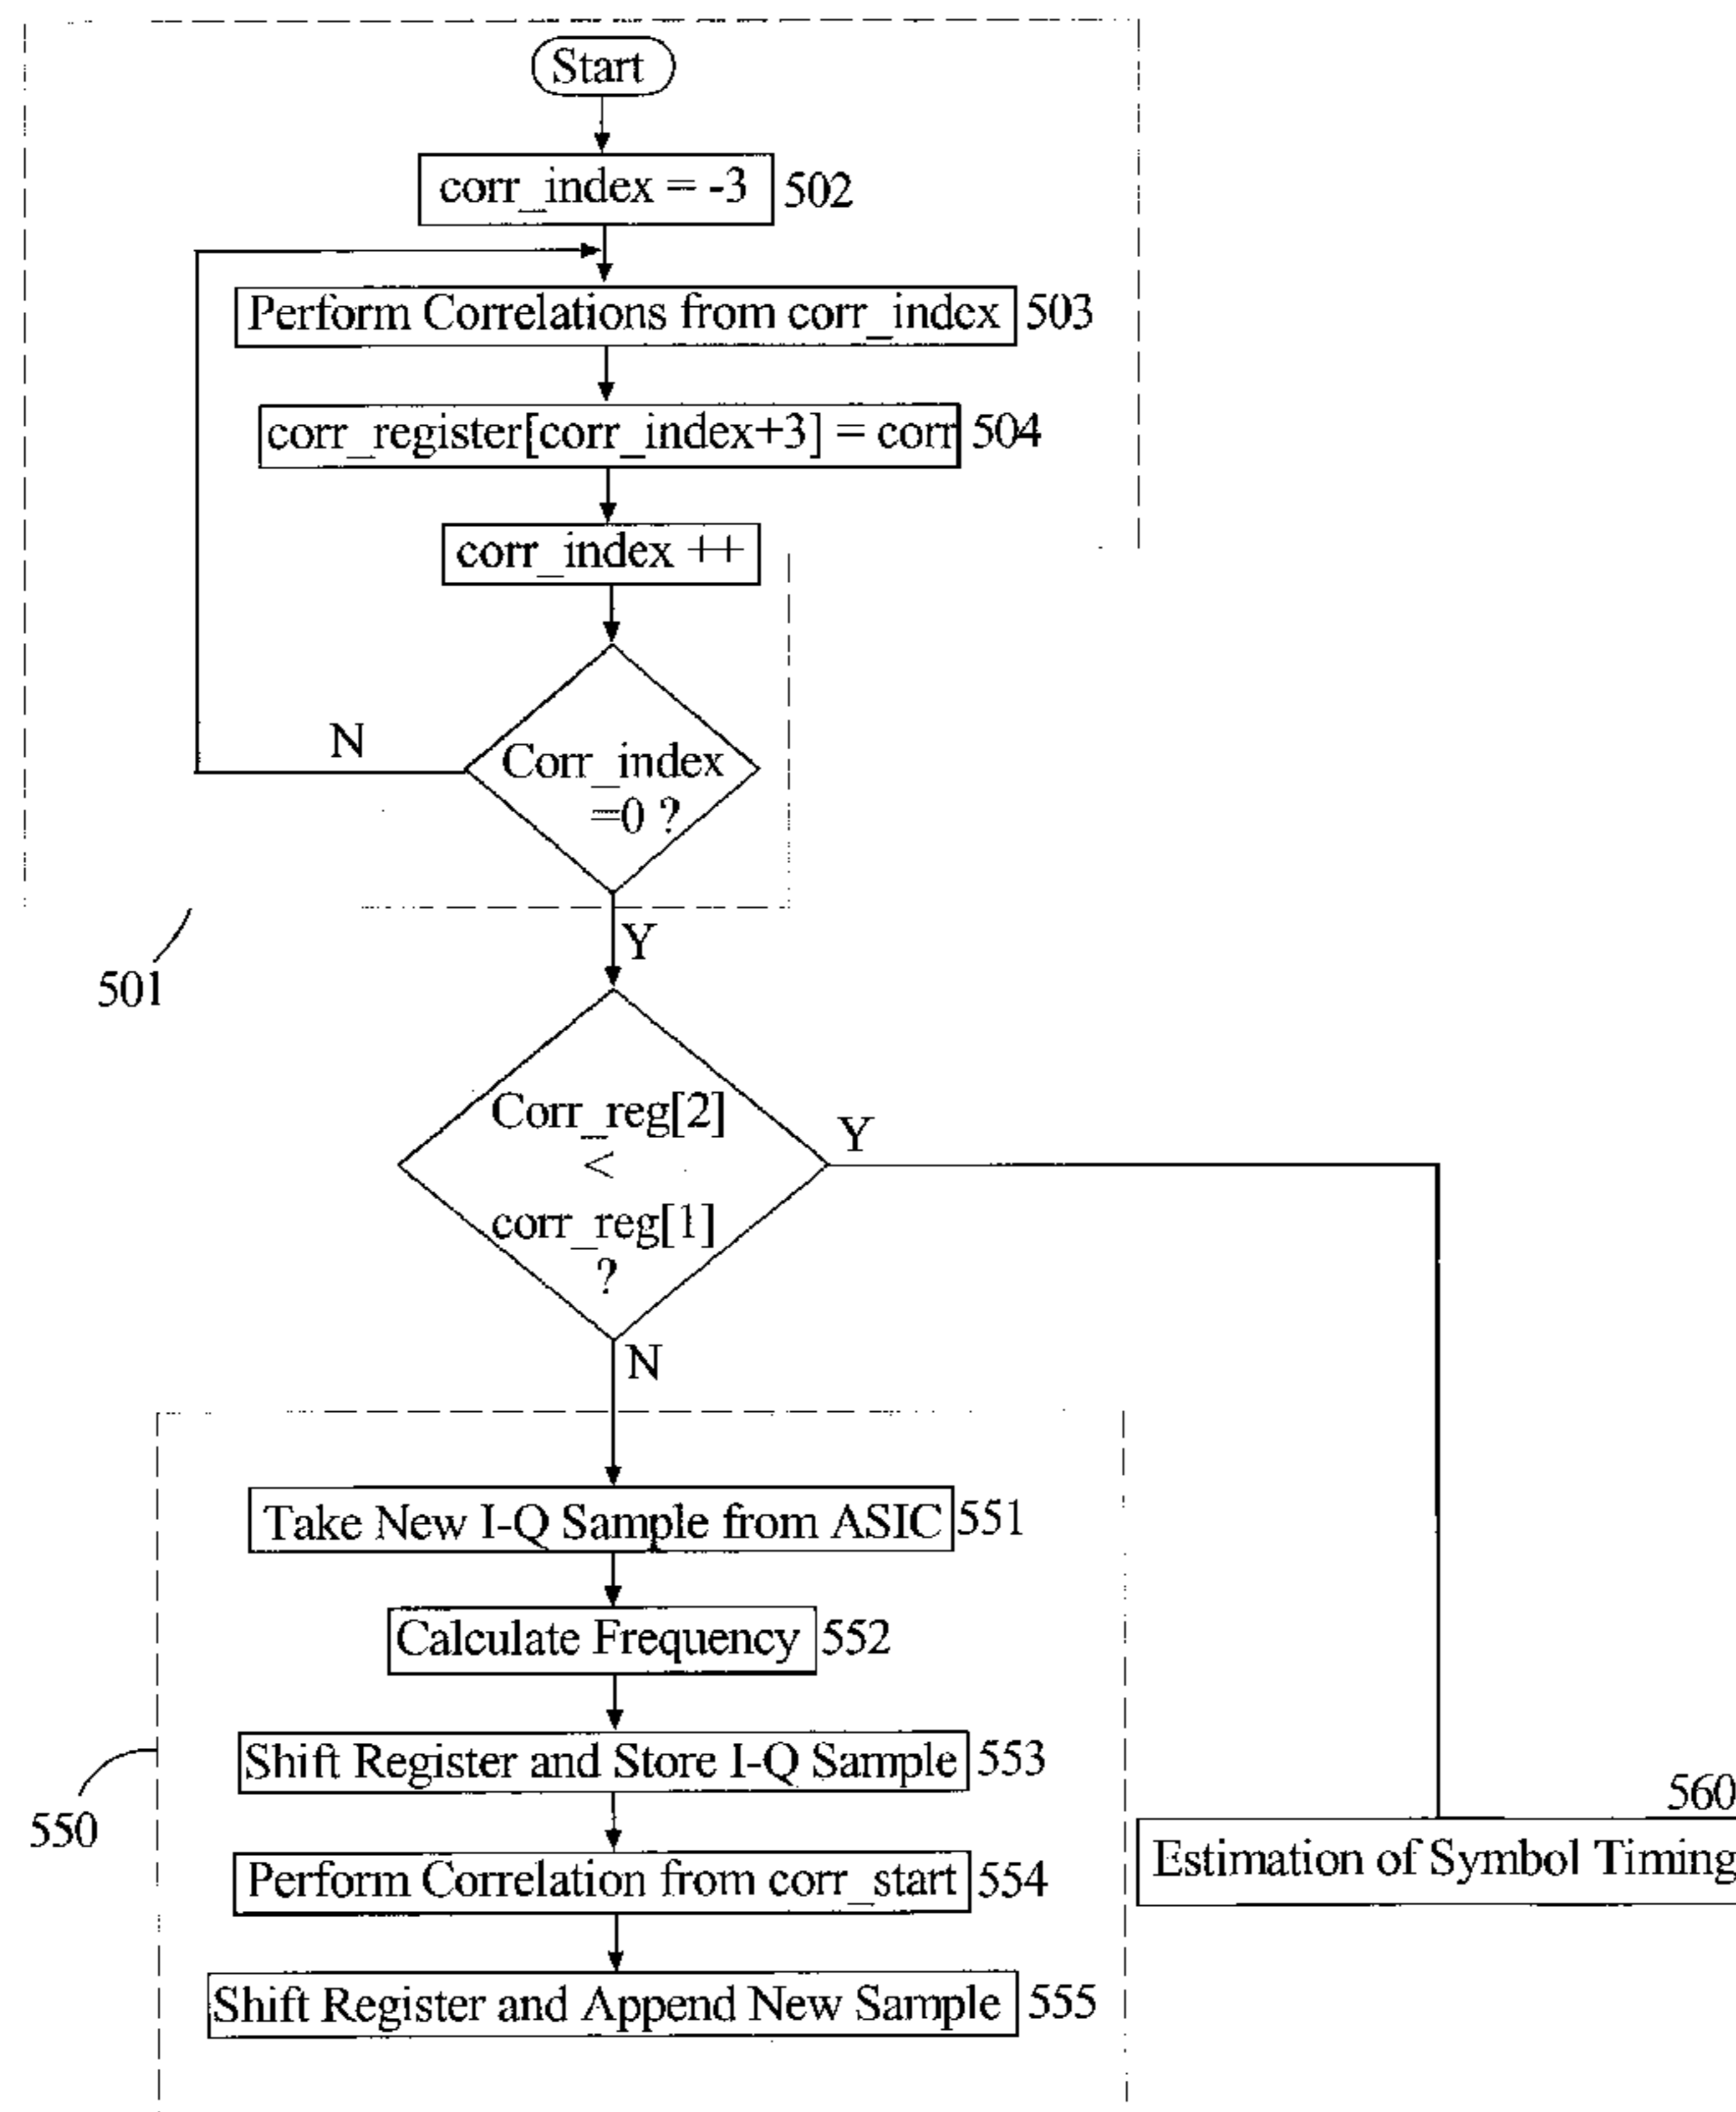 Start
corr_index = -3 502
Perform Correlations from corr_index 503
corr_register[corr_index+3] = corr 504
corr_index ++
N
Corr_index
=0 ?
Y
501
Corr_reg[2]
<
corr_reg[1]
?
Y
N
Take New I-Q Sample from ASIC 551
Calculate Frequency 552
Shift Register and Store I-Q Sample 553
550
560
Estimation of Symbol Timing
Perform Correlation from corr_start 554
Shift Register and Append New Sample 555